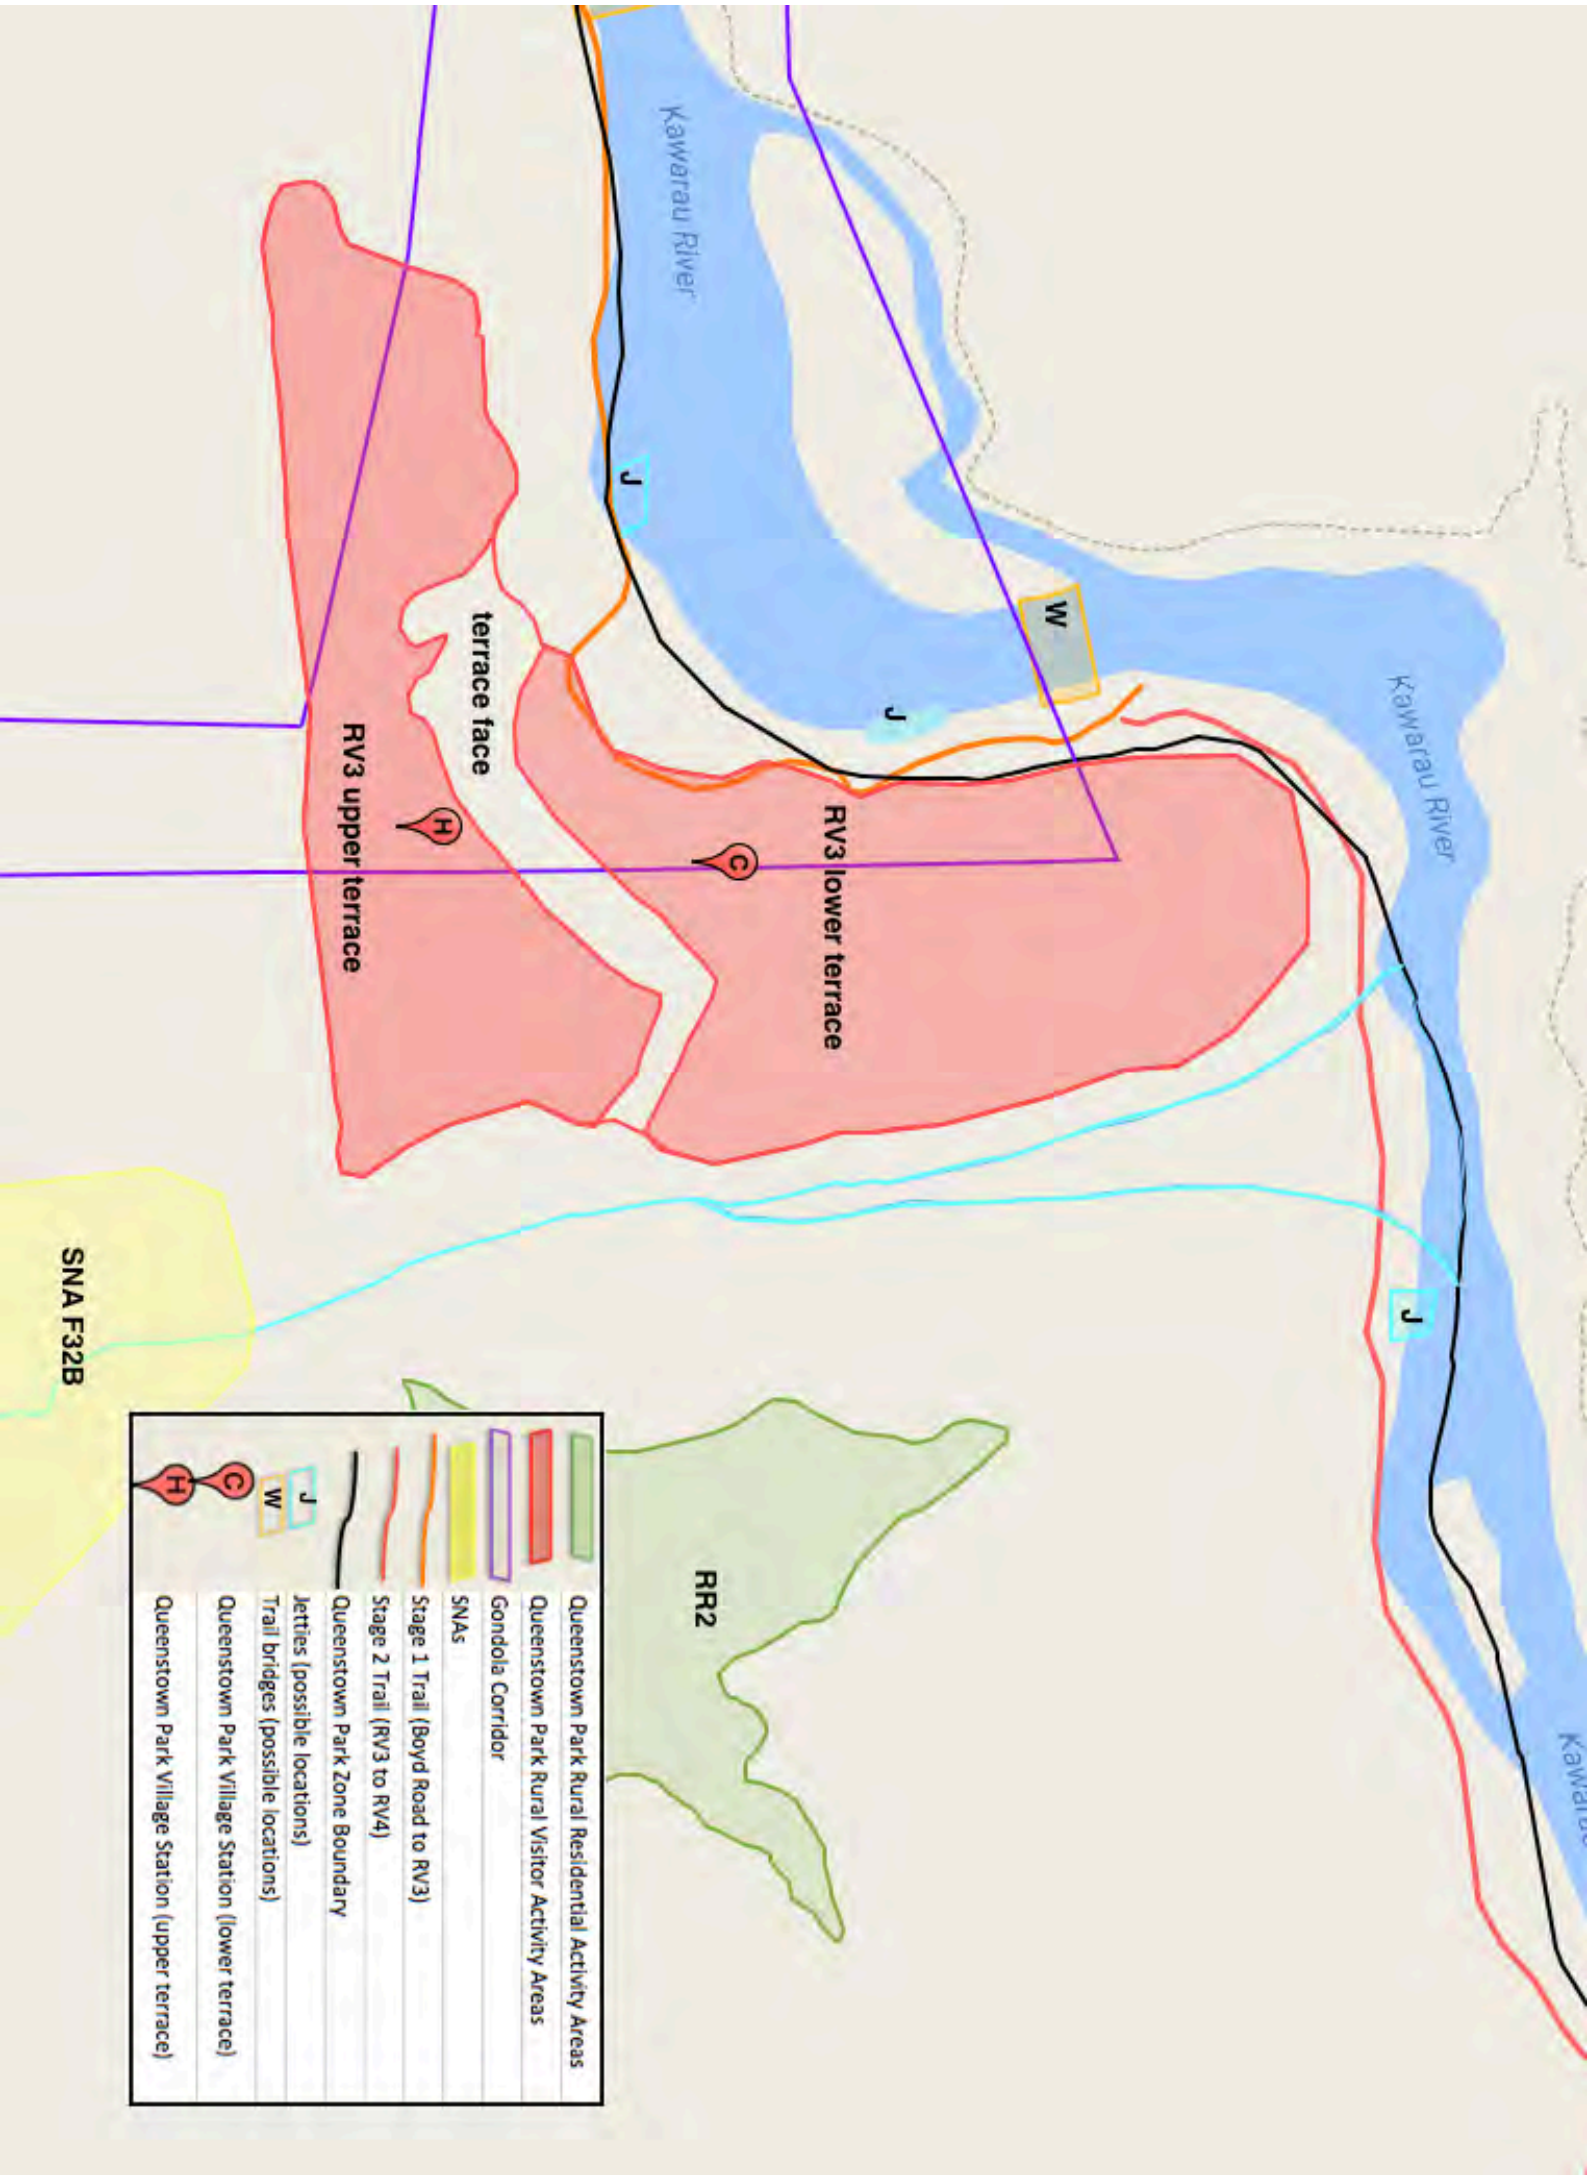 Kawarau River
Kawarau River
Kawarau
W
J
J
J
RV3 lower terrace
C
terrace face
H
RV3 upper terrace
RR2
SNA F32B
Queenstown Park Rural Residential Activity Areas
Queenstown Park Rural Visitor Activity Areas
Gondola Corridor
SNAs
Stage 1 Trail (Boyd Road to RV3)
Stage 2 Trail (RV3 to RV4)
Queenstown Park Zone Boundary
J Jetties (possible locations)
W Trail bridges (possible locations)
C Queenstown Park Village Station (lower terrace)
H Queenstown Park Village Station (upper terrace)